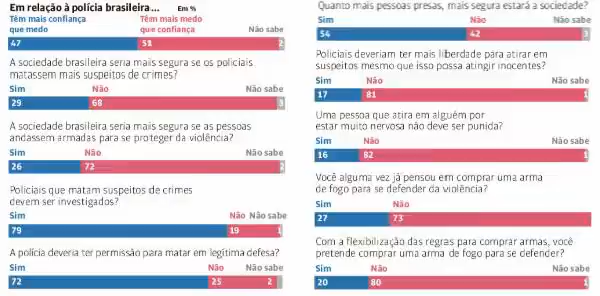 Em relação à polícia brasileira... Em %
Têm mais confiança que medo
Têm mais medo que confiança
Não sabe
47 51 2
A sociedade brasileira seria mais segura se os policiais
matassem mais suspeitos de crimes?
Sim Não Não sabe
29 68 3
A sociedade brasileira seria mais segura se as pessoas
andassem armadas para se proteger da violência?
Sim Não Não sabe
26 72 2
Policiais que matam suspeitos de crimes
devem ser investigados?
Sim Não Não sabe
79 19 1
A polícia deveria ter permissão para matar em legítima defesa?
Sim Não Não sabe
72 25 2
Quanto mais pessoas presas, mais segura estará a sociedade?
Sim Não Não sabe
54 42 3
Policiais deveriam ter mais liberdade para atirar em
suspeitos mesmo que isso possa atingir inocentes?
Sim Não Não sabe
17 81 1
Uma pessoa que atira em alguém por
estar muito nervosa não deve ser punida?
Sim Não Não sabe
16 82 1
Você alguma vez já pensou em comprar uma arma
de fogo para se defender da violência?
Sim Não
27 73
Com a flexibilização das regras para comprar armas, você
pretende comprar uma arma de fogo para se defender?
Sim Não Não sabe
20 80 1